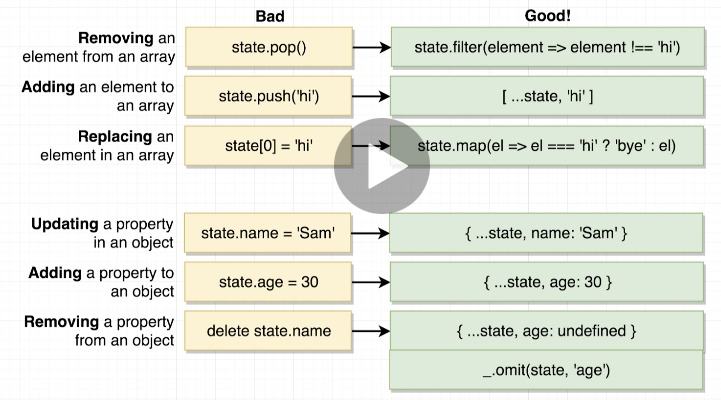 Bad
Good!
Removing an
element from an array
state.pop()
state.filter(element => element !== 'hi')
Adding an element to
an array
state.push('hi')
[ ...state, 'hi' ]
Replacing an
element in an array
state[0] = 'hi'
state.map(el => el === 'hi' ? 'bye' : el)
Updating a property
in an object
state.name = 'Sam'
{ ...state, name: 'Sam' }
Adding a property to
an object
state.age = 30
{ ...state, age: 30 }
Removing a property
from an object
delete state.name
{ ...state, age: undefined }
_.omit(state, 'age')